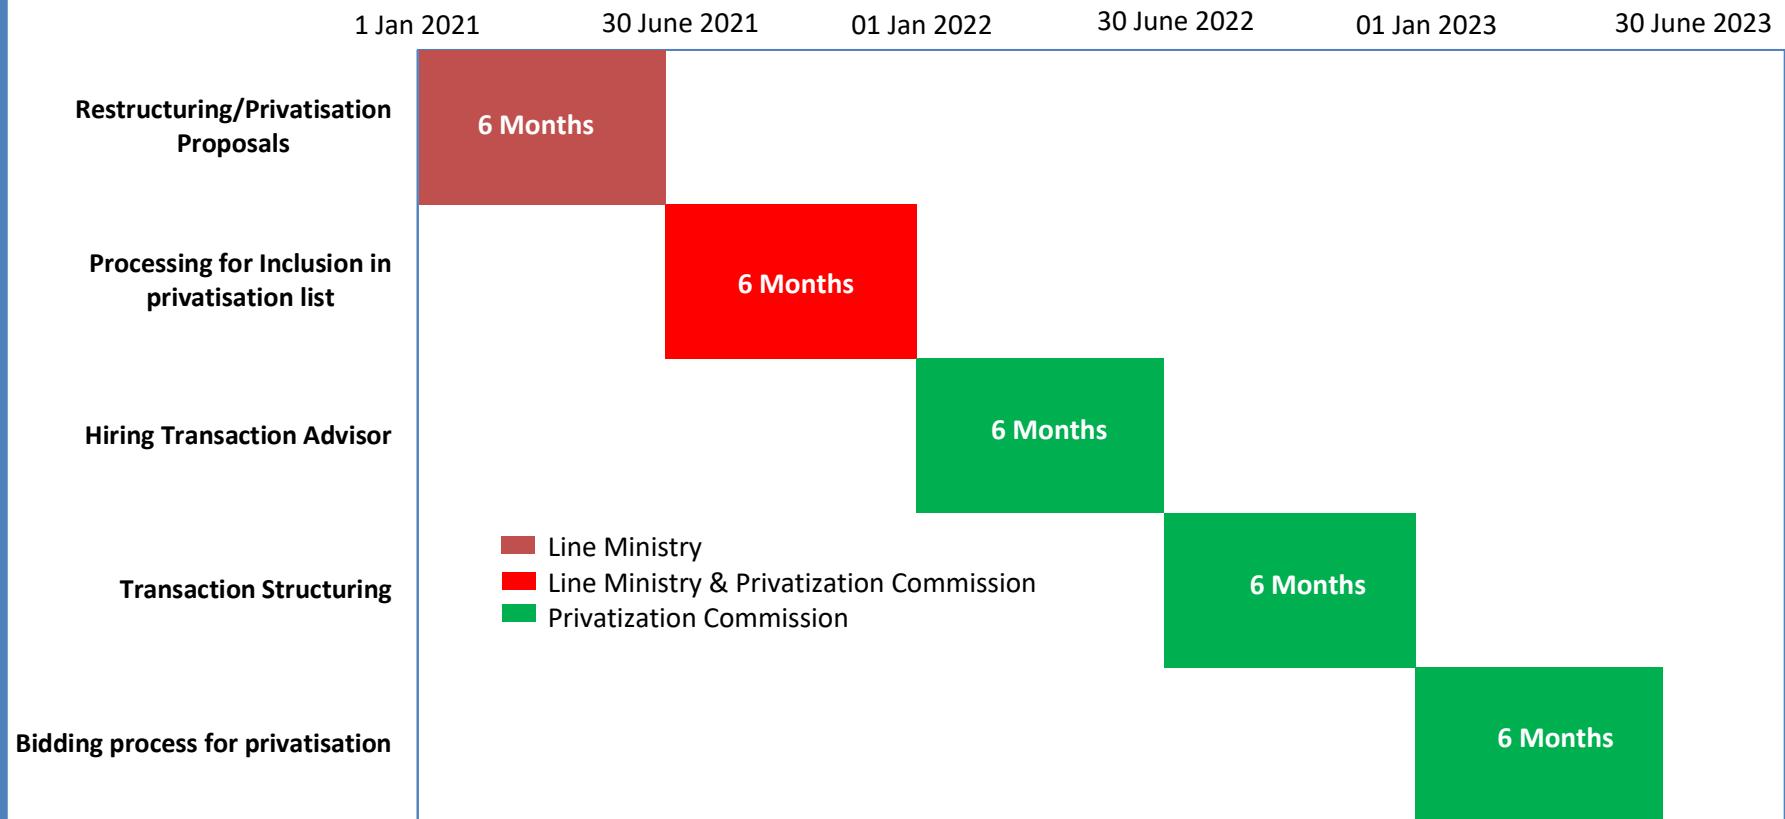 1 Jan 2021
30 June 2021
01 Jan 2022
30 June 2022
01 Jan 2023
30 June 2023
Restructuring/Privatisation
Proposals
6 Months
Processing for Inclusion in
privatisation list
6 Months
Hiring Transaction Advisor
6 Months
Line Ministry
Line Ministry & Privatization Commission
Privatization Commission
Transaction Structuring
6 Months
Bidding process for privatisation
6 Months